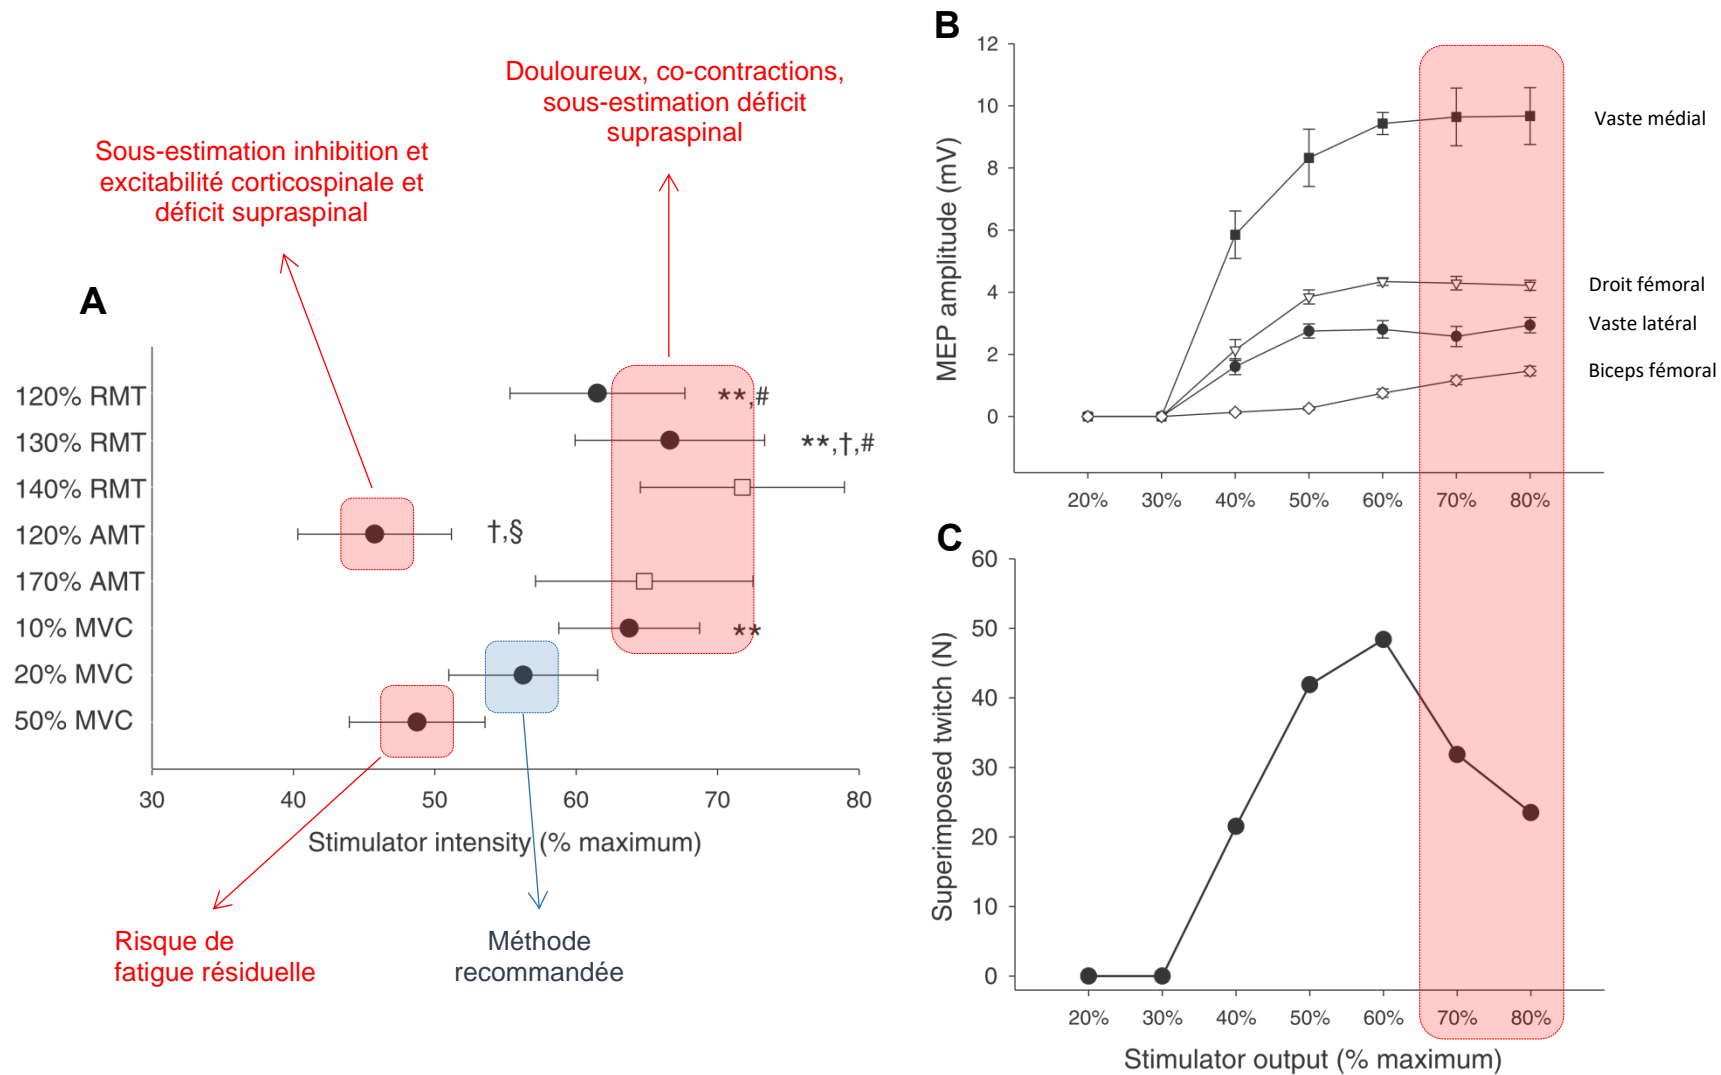 Douloureux, co-contractions,
sous-estimation déficit
supraspinal
Sous-estimation inhibition et
excitabilité corticospinale et
déficit supraspinal
A
120% RMT
**,#
130% RMT
**,†,#
140% RMT
120% AMT
†,§
170% AMT
10% MVC
**
20% MVC
50% MVC
30 40 50 60 70 80
Stimulator intensity (% maximum)
Risque de
fatigue résiduelle
Méthode
recommandée
B
MEP amplitude (mV)
12
10
8
6
4
2
0
Vaste médial
Droit fémoral
Vaste latéral
Biceps fémoral
20% 30% 40% 50% 60% 70% 80%
C
Superimposed twitch (N)
60
50
40
30
20
10
0
20% 30% 40% 50% 60% 70% 80%
Stimulator output (% maximum)